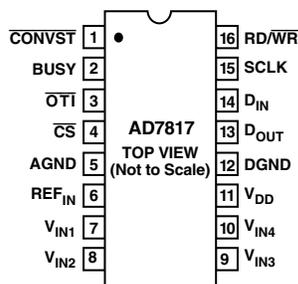 CONVST 1 16 RD/WR
BUSY 2 15 SCLK
OTI 3 14 DIN
CS 4 AD7817 13 DOUT
AGND 5 TOP VIEW 12 DGND
REFIN 6 (Not to Scale) 11 VDD
VIN1 7 10 VIN4
VIN2 8 9 VIN3